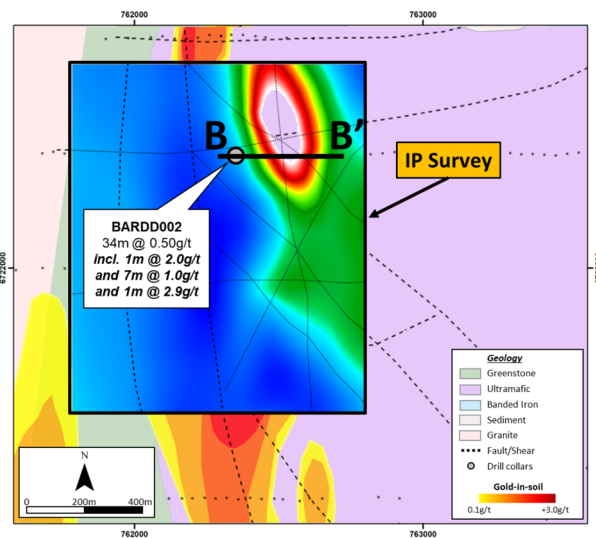 762000
763000
B
B’
IP Survey
BARDD002
34m @ 0.50g/t
incl. 1m @ 2.0g/t
and 7m @ 1.0g/t
and 1m @ 2.9g/t
6722000
Geology
Greenstone
Ultramafic
Banded Iron
Sediment
Granite
Fault/Shear
Drill collars
Gold-in-soil
0.1g/t
+3.0g/t
N
0
200m
400m
762000
763000